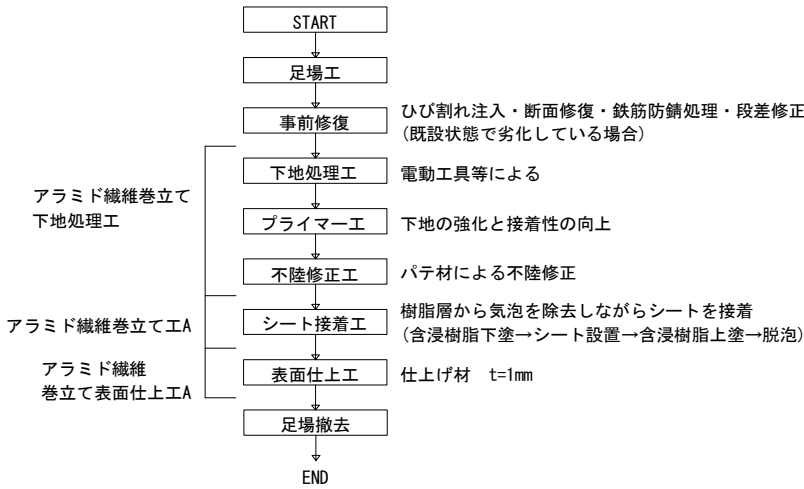 START
足場工
事前修復
ひび割れ注入・断面修復・鉄筋防錆処理・段差修正
(既設状態で劣化している場合)
アラミド繊維巻立て
下地処理工
下地処理工
電動工具等による
プライマー工
下地の強化と接着性の向上
不陸修正工
パテ材による不陸修正
アラミド繊維巻立て工A
シート接着工
樹脂層から気泡を除去しながらシートを接着
(含浸樹脂下塗→シート設置→含浸樹脂上塗→脱泡)
アラミド繊維
巻立て表面仕上工A
表面仕上工
仕上げ材 t=1mm
足場撤去
END